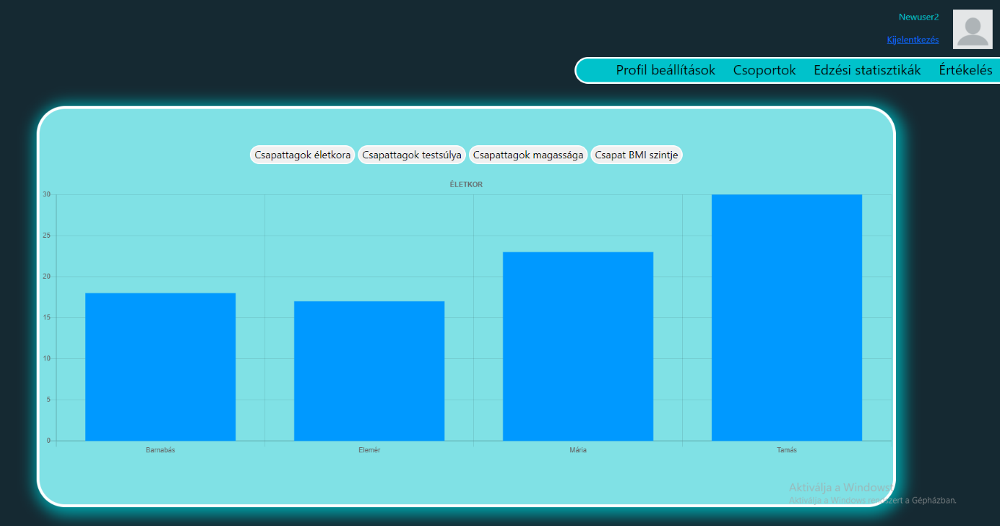 Newuser2
Kijelentkezés
Profil beállítások Csoportok Edzési statisztikák Értékelés
Csapattagok életkora Csapattagok testsúlya Csapattagok magassága Csapat BMI szintje
ÉLETKOR
30
25
20
15
10
5
0
Barnabás Elemér Mária Tamás
Aktiválja a Windowst
Aktiválja a Windows rendszert a Gépházban.